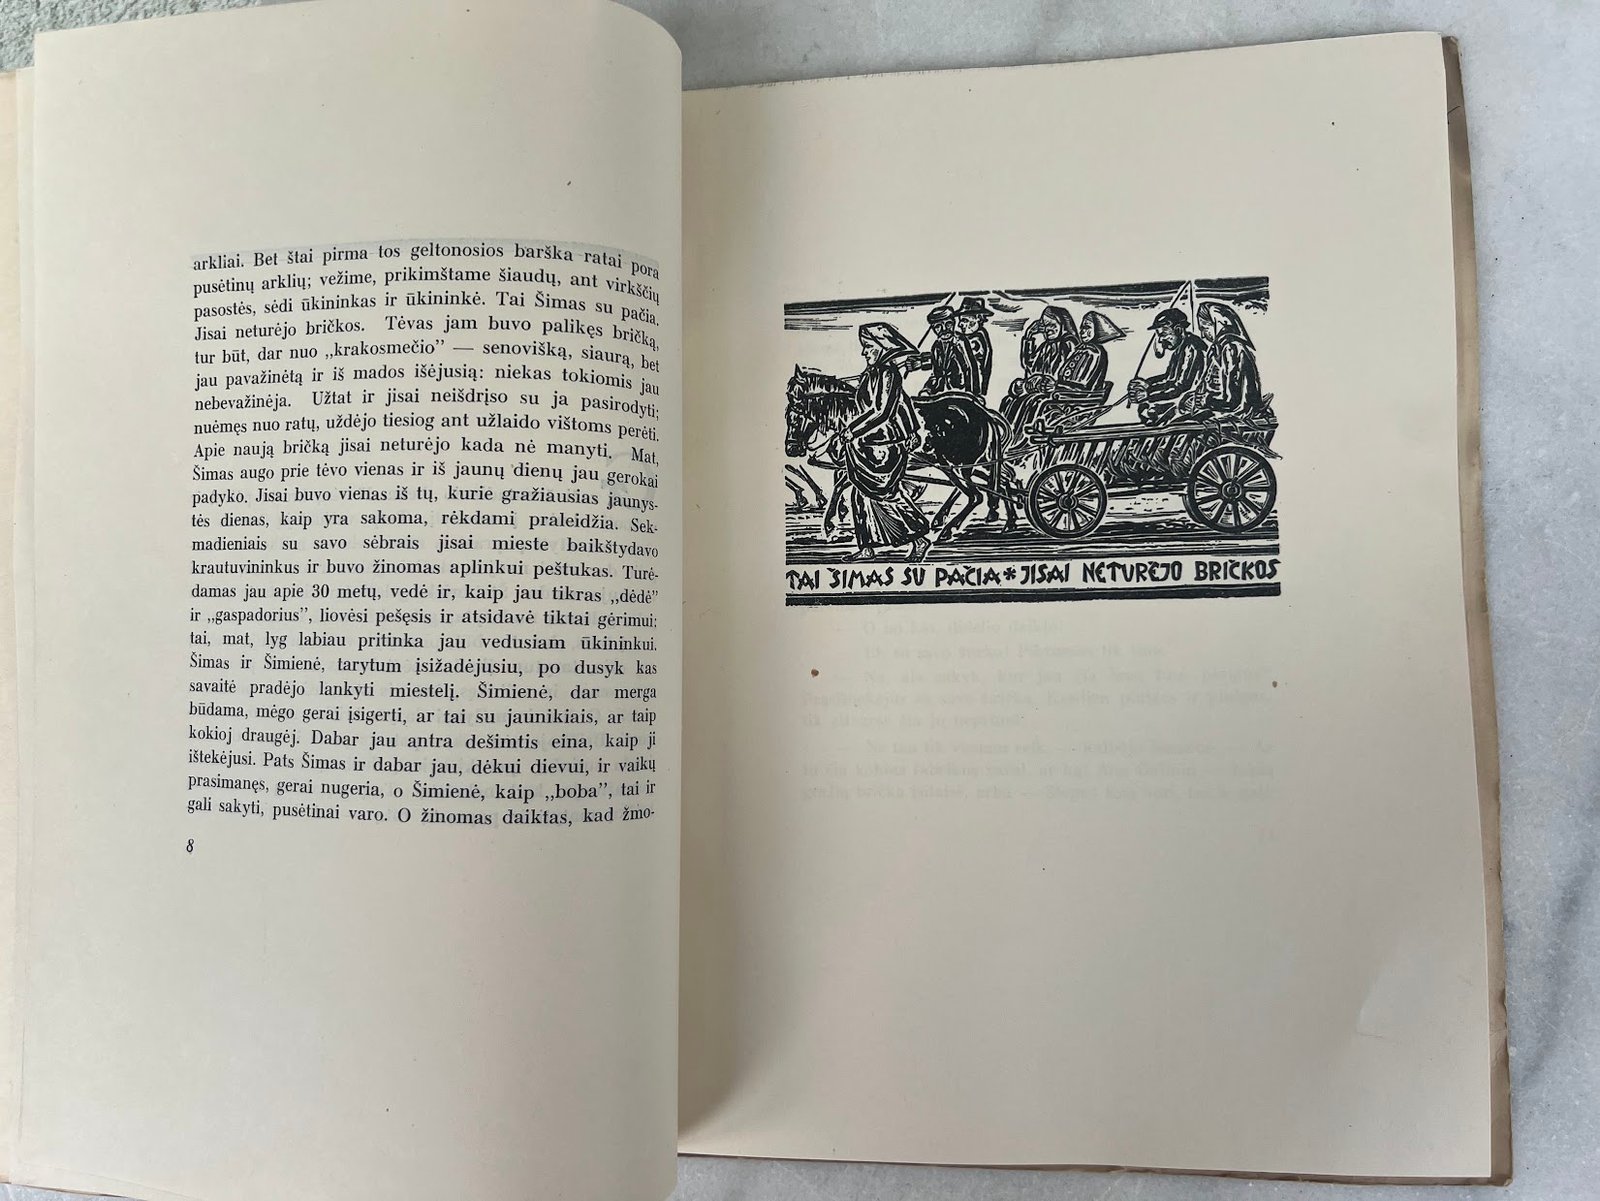 arkliai. Bet štai pirma tos geltonosios barška ratai pora
pusėtinų arklių; vežime, prikimštame šiaudų, ant virkščių
pasostės, sėdi ūkininkas ir ūkininkė. Tai Šimas su pačia.
Jisai neturėjo bričkos. Tėvas jam buvo palikęs bričką,
tur būt, dar nuo „krakosmečio” — senovišką, siaurą, bet
jau pavažinėtą ir iš mados išėjusią: niekas tokiomis jau
nebevažinėja. Užtat ir jisai neišdrįso su ja pasirodyti;
nuėmęs nuo ratų, uždėjo tiesiog ant užlaido vištoms perėti.
Apie naują bričką jisai neturėjo kada nė manyti. Mat,
Šimas augo prie tėvo vienas ir iš jaunų dienų jau gerokai
padyko. Jisai buvo vienas iš tų, kurie gražiausias jaunys-
tės dienas, kaip yra sakoma, rėkdami praleidžia. Sek-
madieniais su savo sėbrais jisai mieste baikštydavo
krautuvininkus ir buvo žinomas aplinkui peštukas. Turė-
damas jau apie 30 metų, vedė ir, kaip jau tikras „dėdė”
ir „gaspadorius”, liovėsi pešęsis ir atsidavė tiktai gėrimui;
tai, mat, lyg labiau pritinka jau vedusiam ūkininkui.
Šimas ir Šimienė, tarytum įsižadėjusiu, po dusyk kas
savaitė pradėjo lankyti miestelį. Šimienė, dar merga
būdama, mėgo gerai įsigerti, ar tai su jaunikiais, ar taip
kokioj draugėj. Dabar jau antra dešimtis eina, kaip ji
ištekėjusi. Pats Šimas ir dabar jau, dėkui dievui, ir vaikų
prasimanęs, gerai nugeria, o Šimienė, kaip „boba”, tai ir
gali sakyti, pusėtinai varo. O žinomas daiktas, kad žmo-
8
TAI ŠIMAS SU PAČIA * JISAI NETURĖJO BRIČKOS